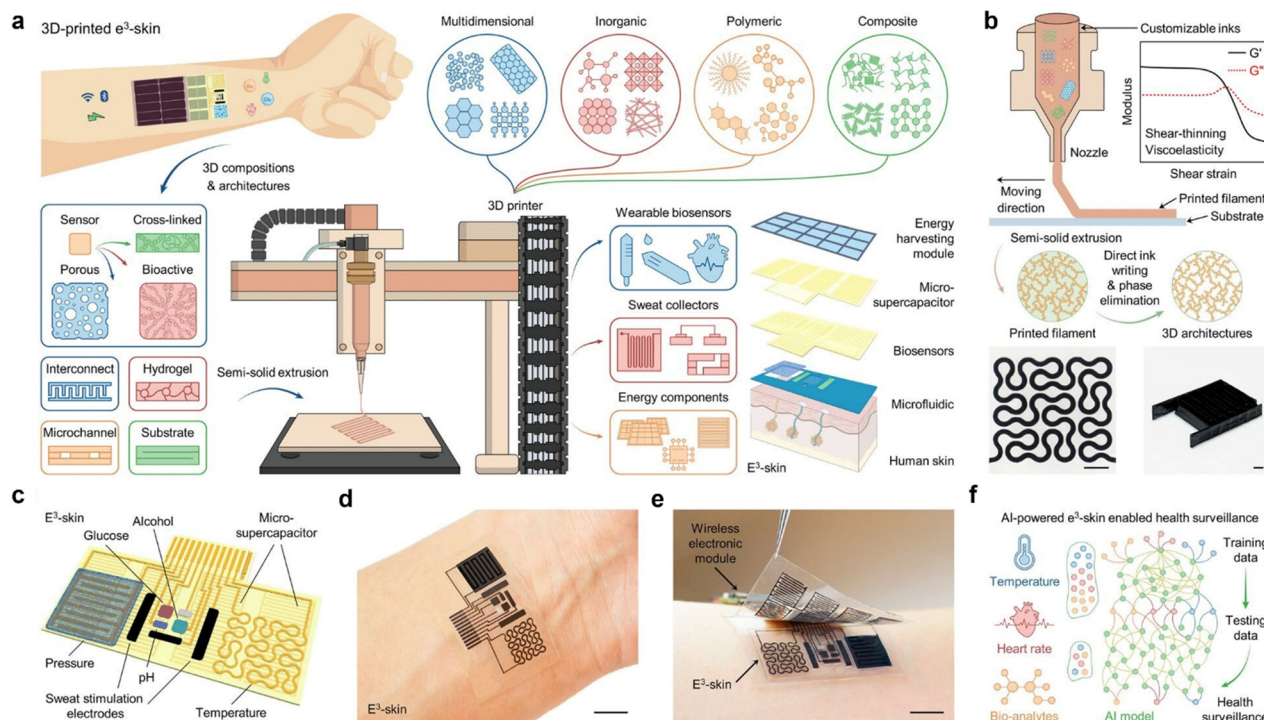 a
3D-printed e³-skin
Multidimensional
Inorganic
Polymeric
Composite
3D compositions
& architectures
3D printer
Sensor
Cross-linked
Porous
Bioactive
Interconnect
Hydrogel
Microchannel
Substrate
Semi-solid extrusion
Wearable biosensors
Sweat collectors
Energy components
Energy
harvesting
module
Micro-
supercapacitor
Biosensors
Microfluidic
Human skin
E³-skin
b
Customizable inks
G'
G"
Modulus
Shear-thinning
Viscoelasticity
Shear strain
Nozzle
Moving
direction
Printed filament
Substrate
Semi-solid extrusion
Direct ink
writing
& phase
elimination
Printed filament
3D architectures
c
E³-skin
Alcohol
Glucose
Micro-
supercapacitor
Pressure
pH
Sweat stimulation
electrodes
Temperature
d
E³-skin
e
Wireless
electronic
module
E³-skin
f
AI-powered e³-skin enabled health surveillance
Temperature
Heart rate
Bio-analytes
AI model
Training
data
Testing
data
Health
surveillance